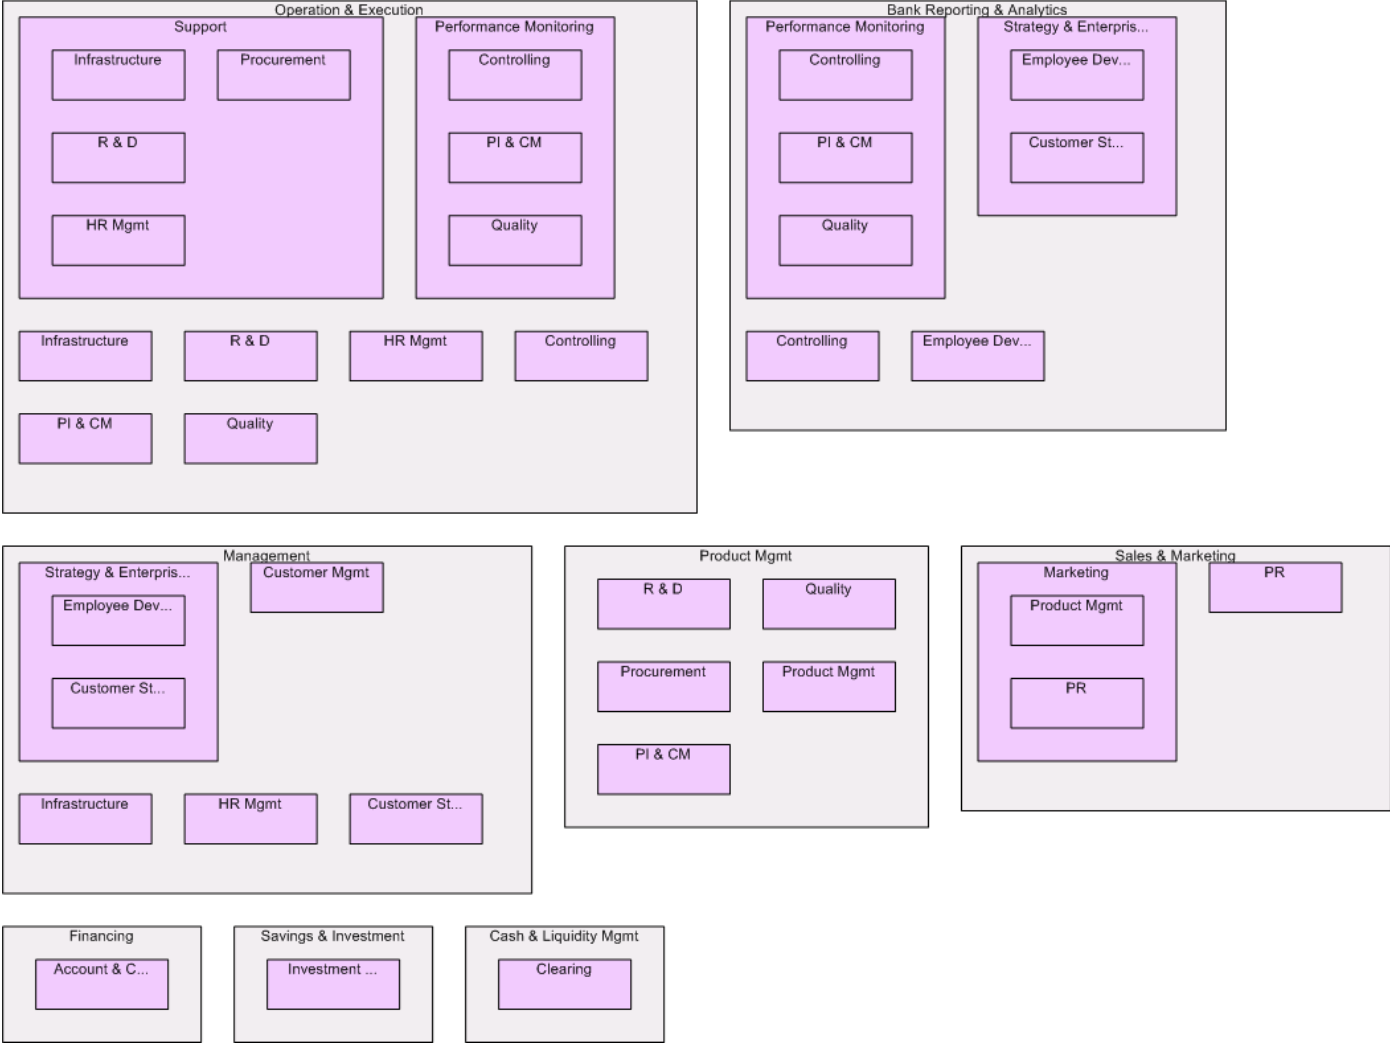 Operation & Execution
Support
Infrastructure
Procurement
R & D
HR Mgmt
Performance Monitoring
Controlling
PI & CM
Quality
Infrastructure
R & D
HR Mgmt
Controlling
PI & CM
Quality
Bank Reporting & Analytics
Performance Monitoring
Controlling
PI & CM
Quality
Strategy & Enterpris...
Employee Dev...
Customer St...
Controlling
Employee Dev...
Management
Strategy & Enterpris...
Employee Dev...
Customer St...
Customer Mgmt
Infrastructure
HR Mgmt
Customer St...
Product Mgmt
R & D
Quality
Procurement
Product Mgmt
PI & CM
Sales & Marketing
Marketing
Product Mgmt
PR
PR
Financing
Account & C...
Savings & Investment
Investment ...
Cash & Liquidity Mgmt
Clearing